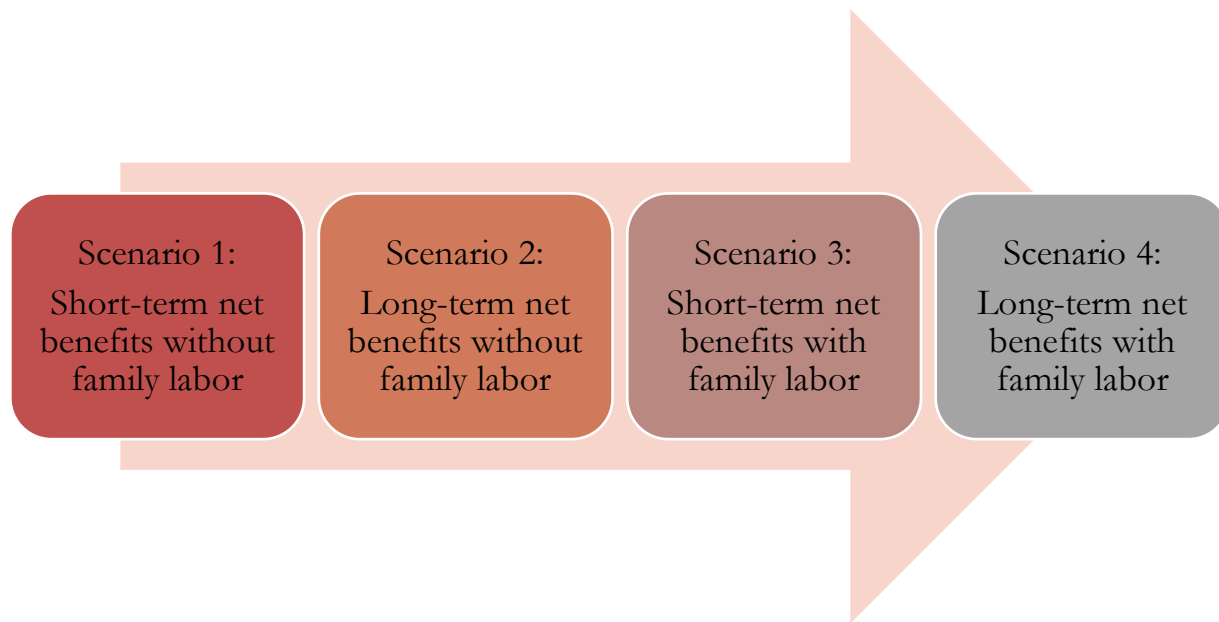 Scenario 1:
Short-term net
benefits without
family labor
Scenario 2:
Long-term net
benefits without
family labor
Scenario 3:
Short-term net
benefits with
family labor
Scenario 4:
Long-term net
benefits with
family labor